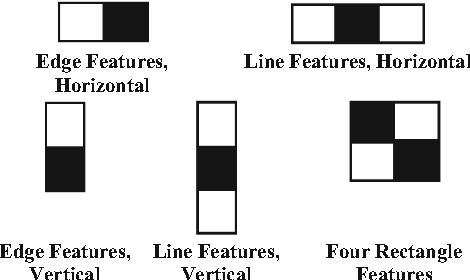 Edge Features,
Horizontal
Line Features, Horizontal
Edge Features,
Vertical
Line Features,
Vertical
Four Rectangle
Features